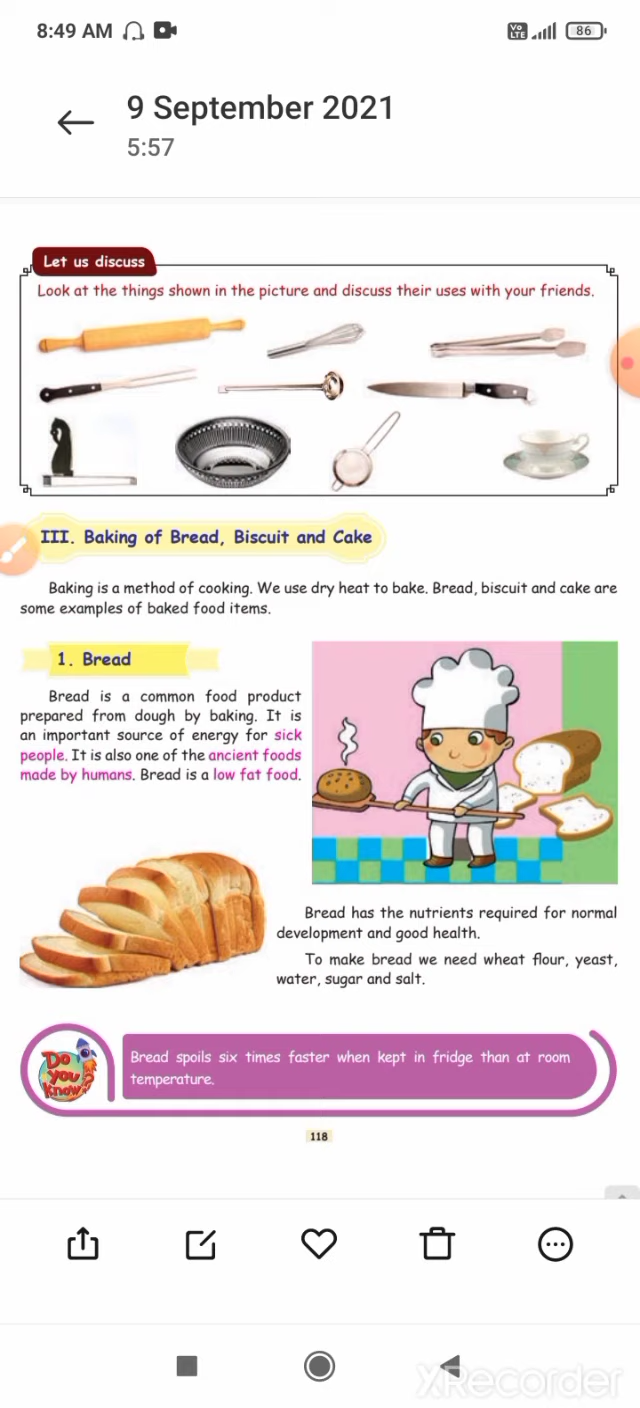 8:49 AM
Vo LTE 86
9 September 2021
5:57
Let us discuss
Look at the things shown in the picture and discuss their uses with your friends.
III. Baking of Bread, Biscuit and Cake
Baking is a method of cooking. We use dry heat to bake. Bread, biscuit and cake are
some examples of baked food items.
1. Bread
Bread is a common food product
prepared from dough by baking. It is
an important source of energy for sick
people. It is also one of the ancient foods
made by humans. Bread is a low fat food.
Bread has the nutrients required for normal
development and good health.
To make bread we need wheat flour, yeast,
water, sugar and salt.
Do
you
know
Bread spoils six times faster when kept in fridge than at room
temperature.
118
XRecorder